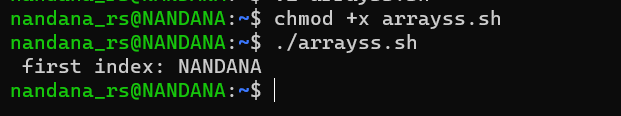 nandana_rs@NANDANA:~$ chmod +x arrayss.sh
nandana_rs@NANDANA:~$ ./arrayss.sh
 first index: NANDANA
nandana_rs@NANDANA:~$